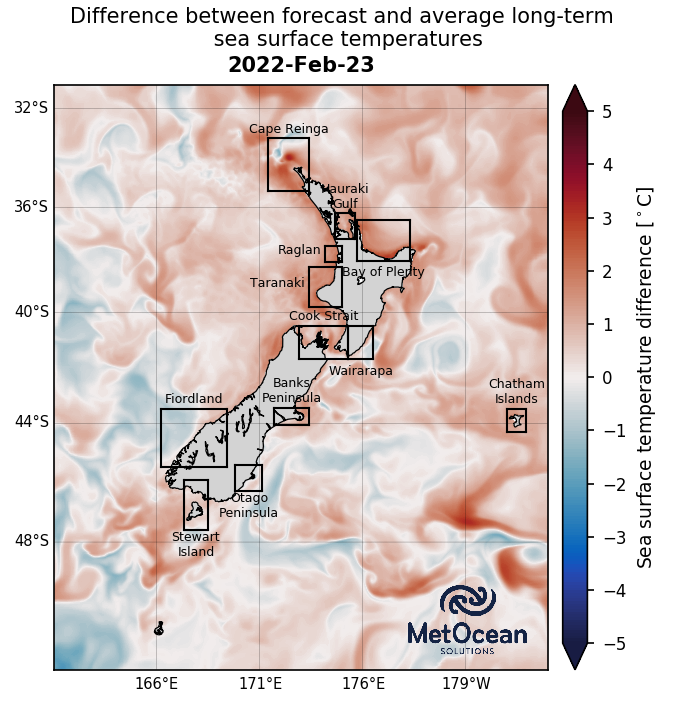 Difference between forecast and average long-term
sea surface temperatures
2022-Feb-23
32°S
36°S
40°S
44°S
48°S
Cape Reinga
Hauraki
Gulf
Raglan
Bay of Plenty
Taranaki
Cook Strait
Wairarapa
Banks
Peninsula
Fiordland
Chatham
Islands
Otago
Peninsula
Stewart
Island
MetOcean
SOLUTIONS
166°E
171°E
176°E
179°W
5
4
3
2
1
0
−1
−2
−3
−4
−5
Sea surface temperature difference [°C]